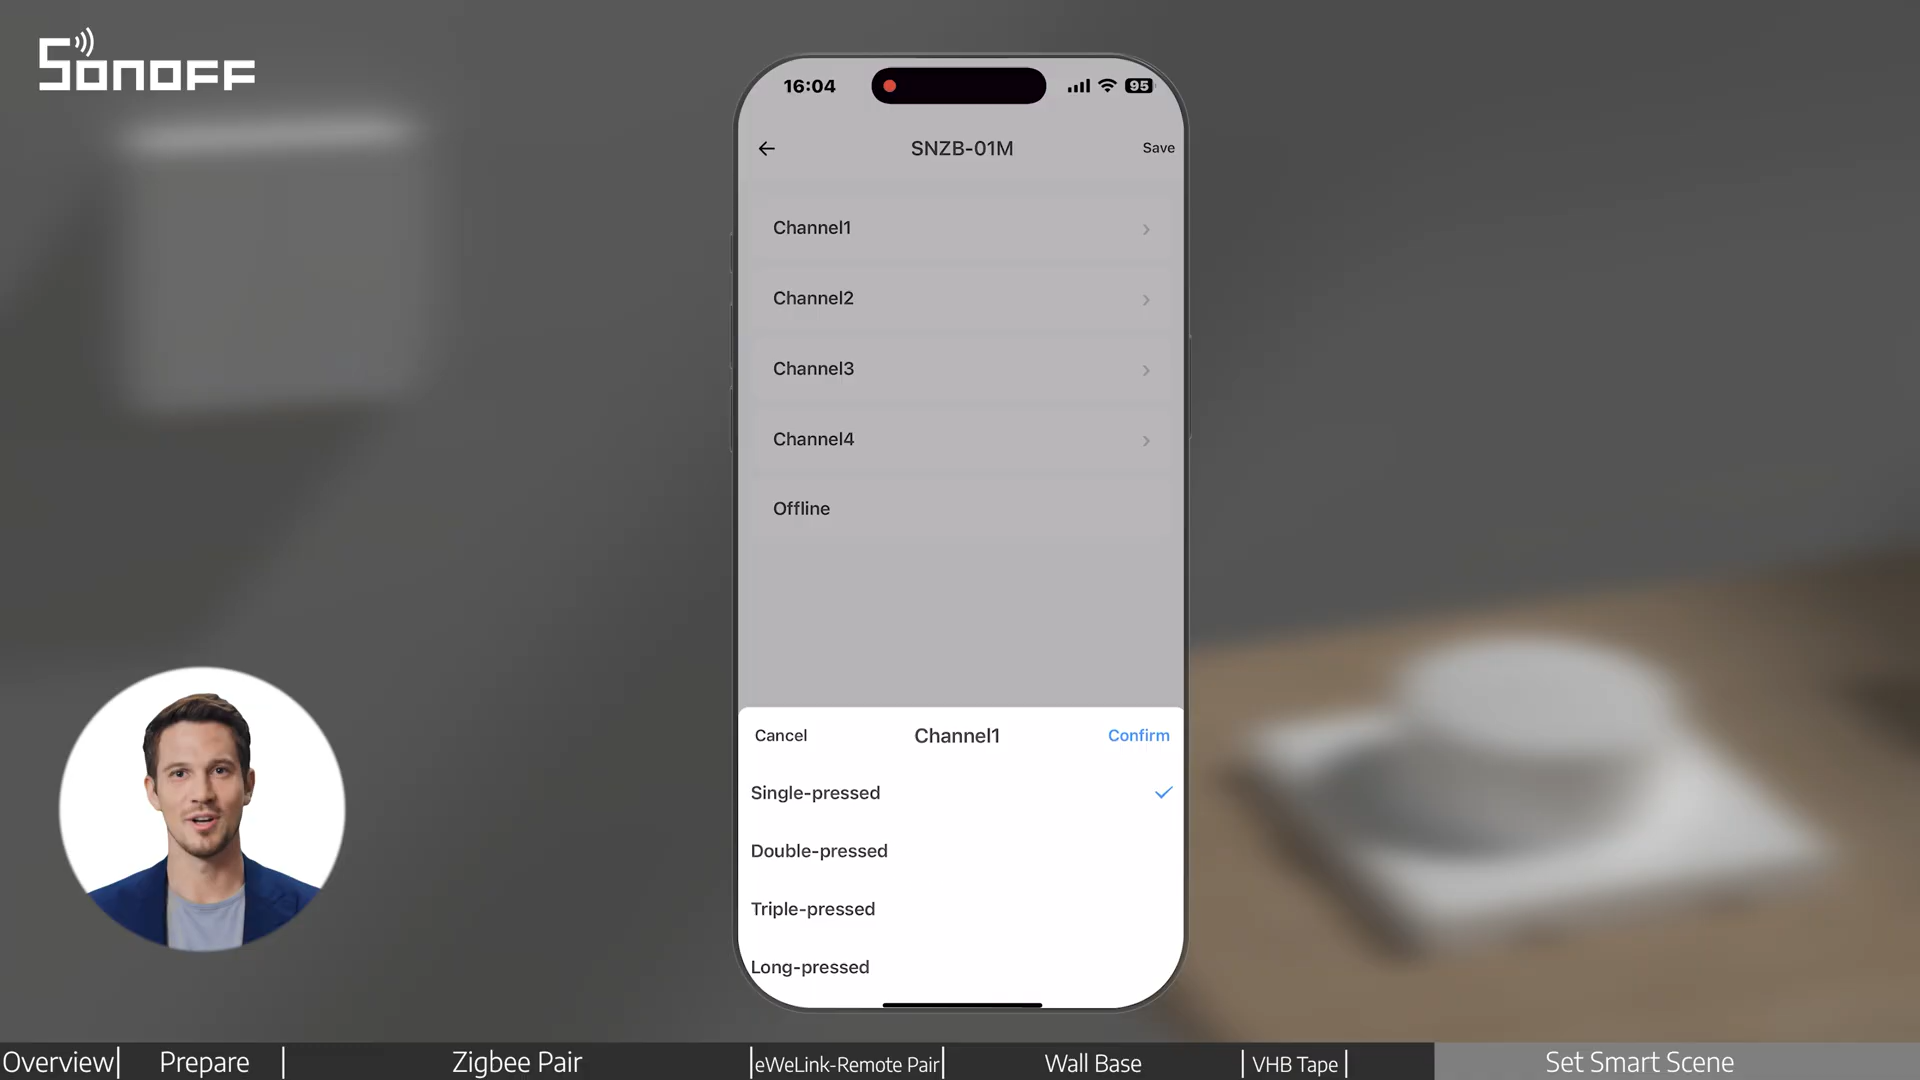 SONOFF
16:04
95
SNZB-01M
Save
Channel1
Channel2
Channel3
Channel4
Offline
Cancel
Channel1
Confirm
Single-pressed
Double-pressed
Triple-pressed
Long-pressed
Overview
Prepare
Zigbee Pair
eWeLink-Remote Pair
Wall Base
VHB Tape
Set Smart Scene